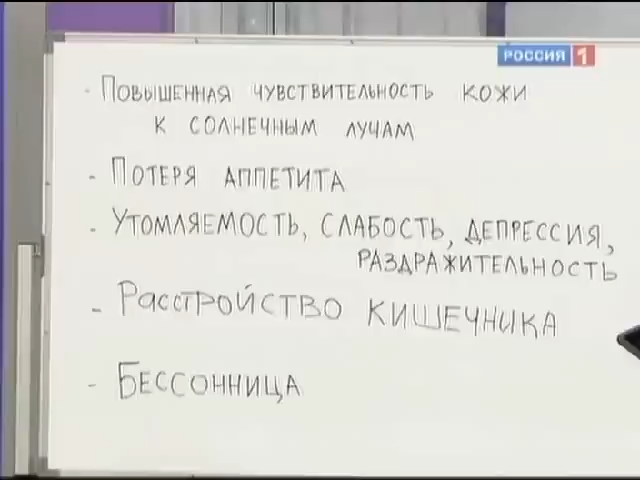 РОССИЯ 1
- Повышенная чувствительность кожи
к солнечным лучам
- Потеря аппетита
- Утомляемость, слабость, депрессия,
раздражительность
- Расстройство кишечника
- Бессонница